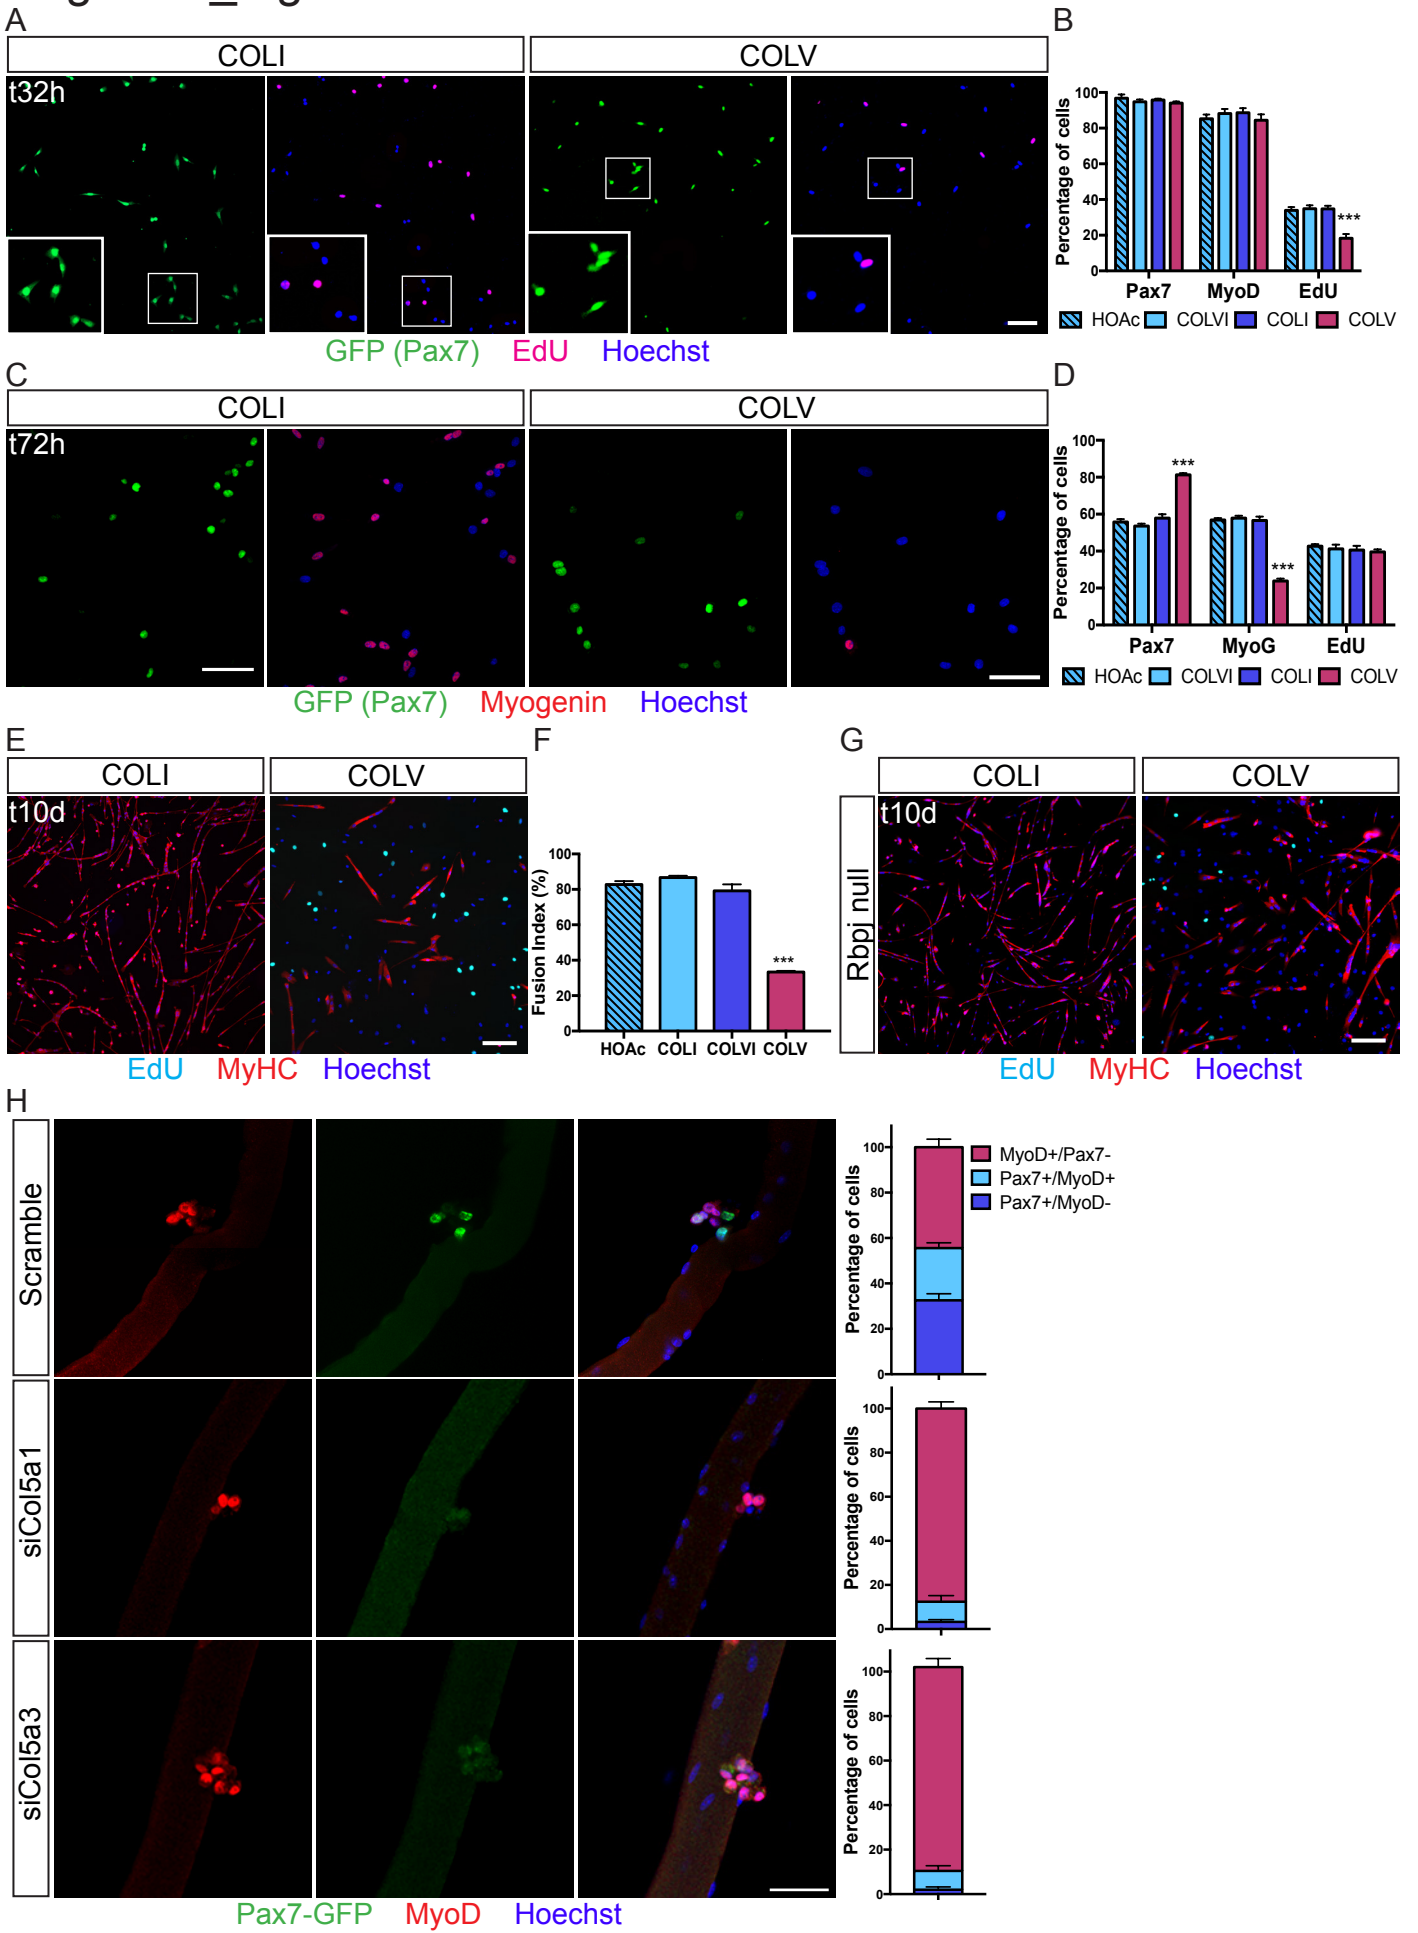 A
B
COLI
COLV
t32h
GFP (Pax7) EdU Hoechst
Percentage of cells
100
80
60
40
20
0
***
Pax7 MyoD EdU
HOAc COLVI COLI COLV
C
D
COLI
COLV
t72h
GFP (Pax7) Myogenin Hoechst
Percentage of cells
100
80
60
40
20
0
***
***
Pax7 MyoG EdU
HOAc COLVI COLI COLV
E
F
G
COLI
COLV
t10d
EdU MyHC Hoechst
Fusion Index (%)
100
80
60
40
20
0
***
HOAc COLI COLVI COLV
COLI
COLV
Rbpj null
t10d
EdU MyHC Hoechst
H
Scramble
Percentage of cells
100
80
60
40
20
0
MyoD+/Pax7-
Pax7+/MyoD+
Pax7+/MyoD-
siCol5a1
Percentage of cells
100
80
60
40
20
0
siCol5a3
Percentage of cells
100
80
60
40
20
0
Pax7-GFP MyoD Hoechst